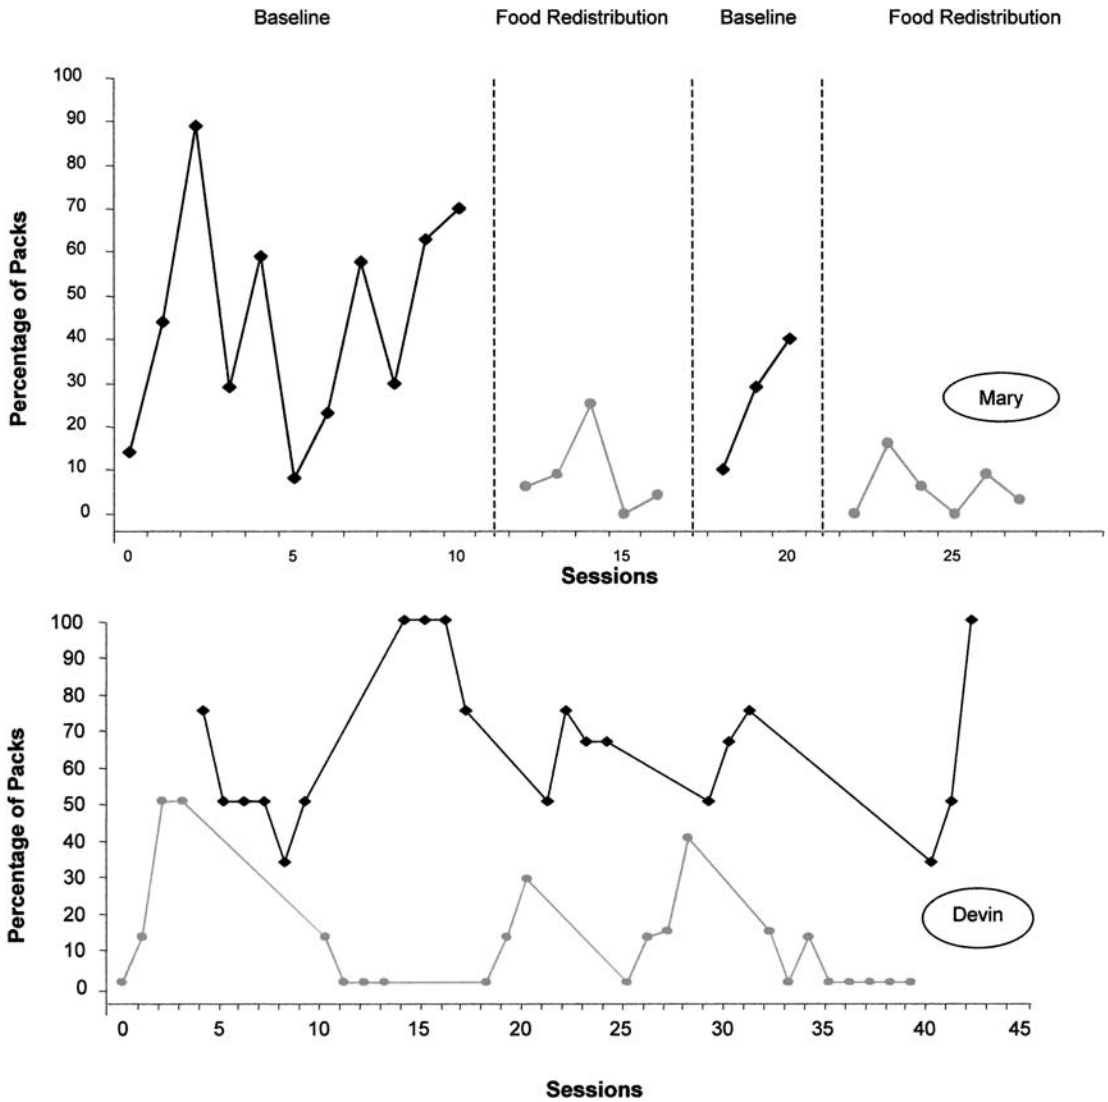 Baseline Food Redistribution Baseline Food Redistribution
Percentage of Packs
100
90
80
70
60
50
40
30
20
10
0
Mary
0 5 10 15 20 25
Sessions
Percentage of Packs
100
90
80
70
60
50
40
30
20
10
0
Devin
0 5 10 15 20 25 30 35 40 45
Sessions